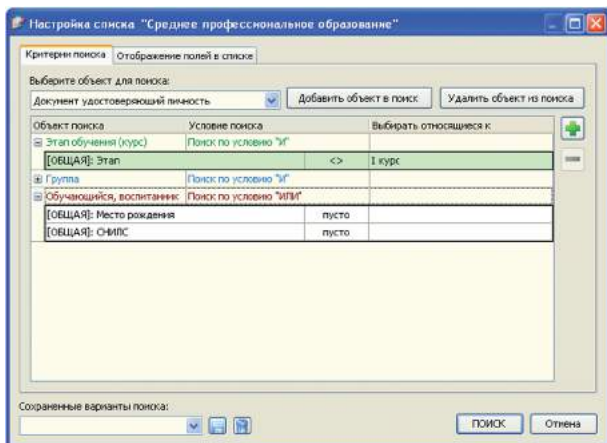 Настройка списка "Среднее профессиональное образование"
Критерии поиска Отображение полей в списке
Выберите объект для поиска:
Документ удостоверяющий личность Добавить объект в поиск Удалить объект из поиска
Объект поиска Условие поиска Выбирать относящиеся к
Этап обучения (курс) Поиск по условию "И"
[ОБЩАЯ]: Этап <> I курс
Группа Поиск по условию "И"
Обучающийся, воспитанник Поиск по условию "ИЛИ"
[ОБЩАЯ]: Место рождения пусто
[ОБЩАЯ]: СНИЛС пусто
Сохраненные варианты поиска:
ПОИСК Отмена